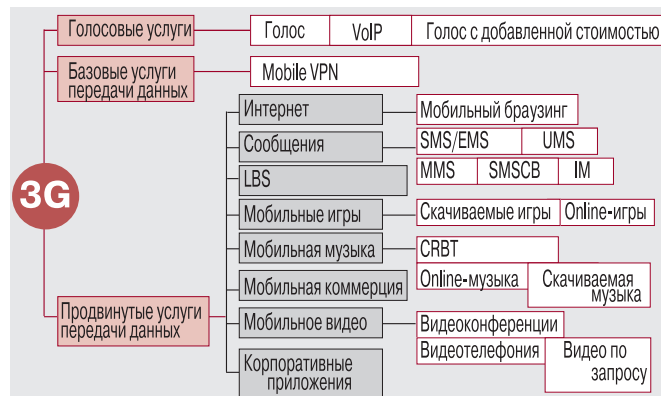 3G
Голосовые услуги
Голос
VoIP
Голос с добавленной стоимостью
Базовые услуги
передачи данных
Mobile VPN
Продвинутые услуги
передачи данных
Интернет
Мобильный браузинг
Сообщения
SMS/EMS
UMS
MMS
SMSCB
IM
LBS
Мобильные игры
Скачиваемые игры
Online-игры
Мобильная музыка
CRBT
Online-музыка
Скачиваемая
музыка
Мобильная коммерция
Мобильное видео
Видеоконференции
Видеотелефония
Видео по
запросу
Корпоративные
приложения